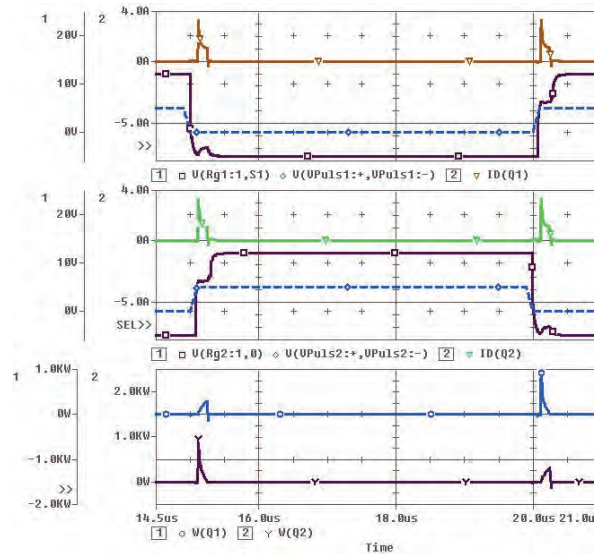 1 2 4.0A
20V
0A
10V
-5.0A
0V
>>
1 V(Rg1:1,S1) V(VPuls1:+,VPuls1:-) 2 ID(Q1)
1 2 4.0A
20V
0A
10V
-5.0A
0V
SEL>>
1 V(Rg2:1,0) V(VPuls2:+,VPuls2:-) 2 ID(Q2)
1 1.0KW 2
2.0KW
0W
1.0KW
-1.0KW
0W
>>
-2.0KW
14.5us 16.0us 18.0us 20.0us 21.0u
1 W(Q1) 2 W(Q2)
Time